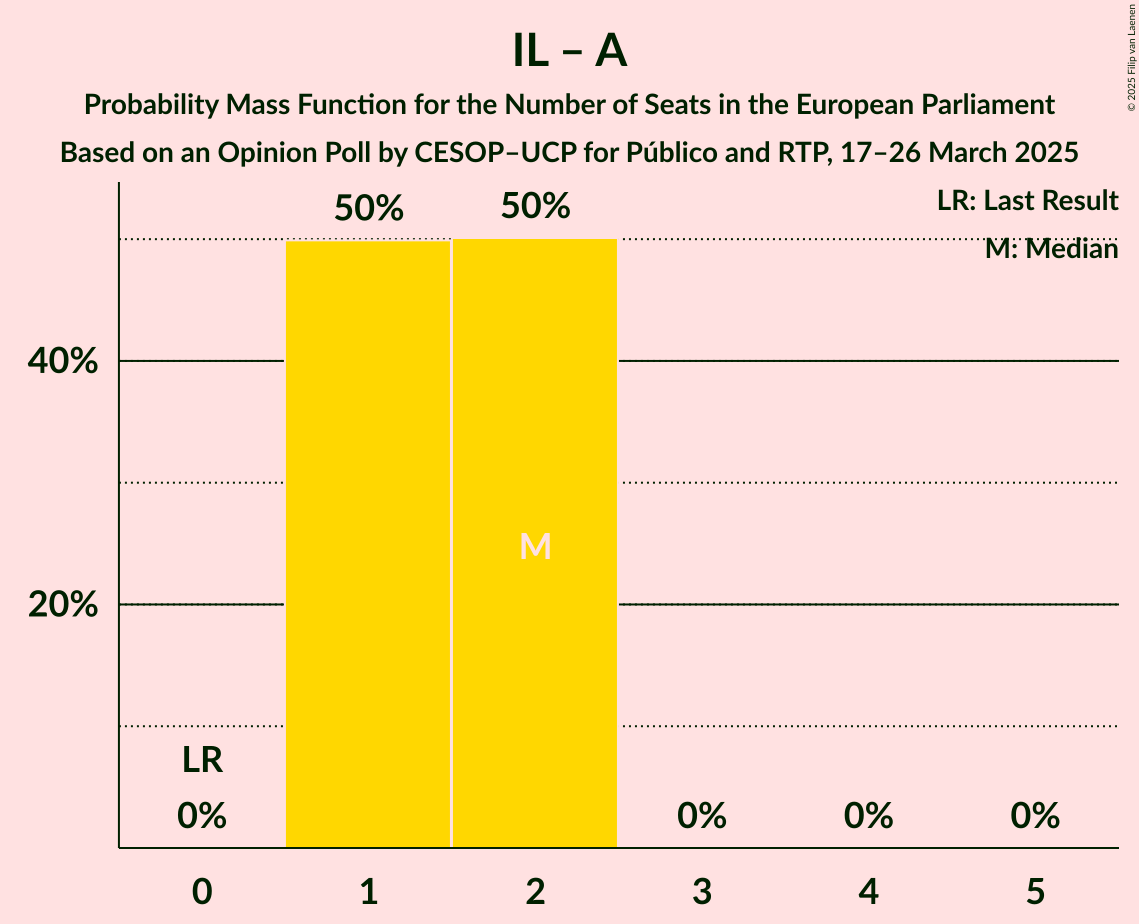 IL – A
Probability Mass Function for the Number of Seats in the European Parliament
Based on an Opinion Poll by CESOP–UCP for Público and RTP, 17–26 March 2025
© 2025 Filip van Laenen
LR: Last Result
M: Median
50%
50%
40%
20%
M
LR
0%
0%
0%
0%
0
1
2
3
4
5